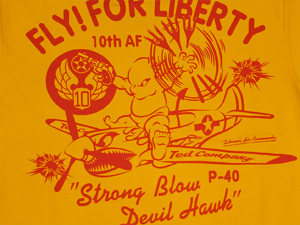 FLY! FOR LIBERTY
10th AF
10
Ted Company
"Strong Blow P-40
Devil Hawk"